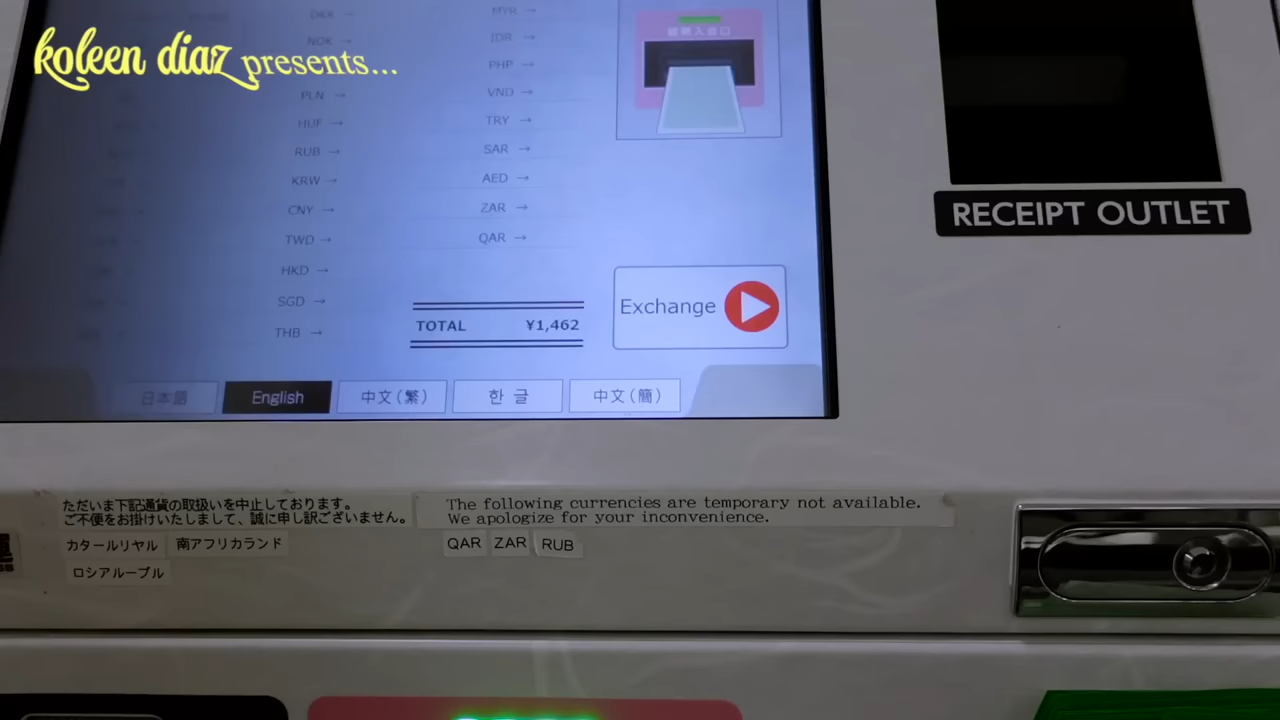 koleen diaz presents...
DKK →
NOK →
PLN →
HUF →
RUB →
KRW →
CNY →
TWD →
HKD →
SGD →
THB →
MYR →
IDR →
PHP →
VND →
TRY →
SAR →
AED →
ZAR →
QAR →
TOTAL ¥1,462
Exchange
日本語
English
中文(繁)
한글
中文(簡)
RECEIPT OUTLET
ただいま下記通貨の取扱いを中止しております。
ご不便をお掛けいたしまして、誠に申し訳ございません。
カタールリヤル 南アフリカランド
ロシアルーブル
The following currencies are temporary not available.
We apologize for your inconvenience.
QAR ZAR RUB